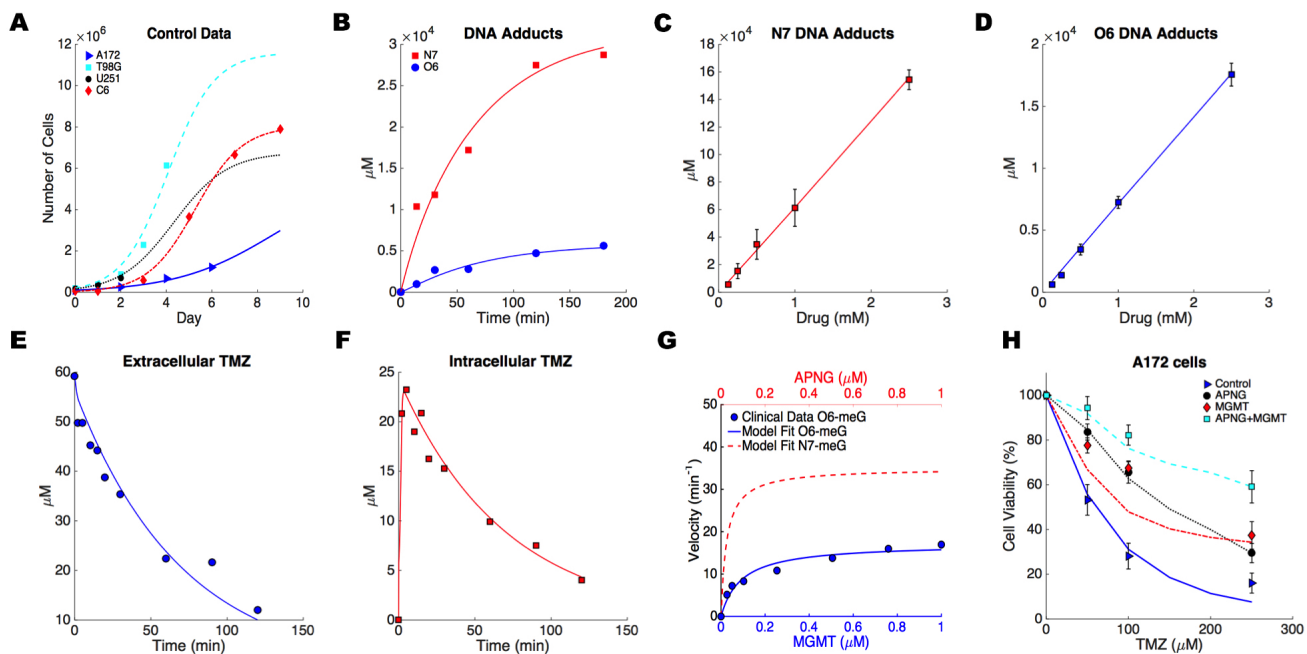 A
Control Data
×10⁶
12
10
8
6
4
2
0
Number of Cells
A172
T98G
U251
C6
0 2 4 6 8 10
Day
B
DNA Adducts
×10⁴
3
2.5
2
1.5
1
0.5
0
μM
N7
O6
0 50 100 150 200
Time (min)
C
N7 DNA Adducts
18 ×10⁴
16
14
12
10
8
6
4
2
0
μM
0 1 2 3
Drug (mM)
D
O6 DNA Adducts
2 ×10⁴
1.5
1
0.5
0
μM
0 1 2 3
Drug (mM)
E
Extracellular TMZ
60
50
40
30
20
10
μM
0 50 100 150
Time (min)
F
Intracellular TMZ
25
20
15
10
5
0
μM
0 50 100 150
Time (min)
G
APNG (μM)
0 0.2 0.4 0.6 0.8 1
50
40
30
20
10
0
Velocity (min⁻¹)
Clinical Data O6-meG
Model Fit O6-meG
Model Fit N7-meG
0 0.2 0.4 0.6 0.8 1
MGMT (μM)
H
A172 cells
100
80
60
40
20
0
Cell Viability (%)
Control
APNG
MGMT
APNG+MGMT
0 100 200 300
TMZ (μM)